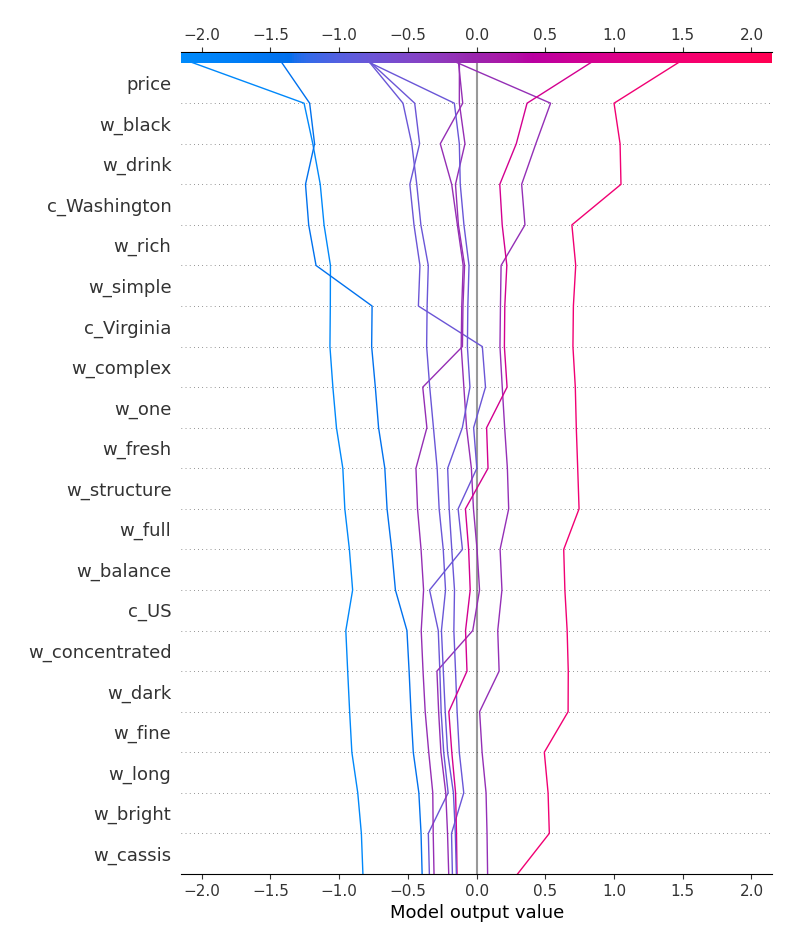 −2.0 −1.5 −1.0 −0.5 0.0 0.5 1.0 1.5 2.0
price
w_black
w_drink
c_Washington
w_rich
w_simple
c_Virginia
w_complex
w_one
w_fresh
w_structure
w_full
w_balance
c_US
w_concentrated
w_dark
w_fine
w_long
w_bright
w_cassis
−2.0 −1.5 −1.0 −0.5 0.0 0.5 1.0 1.5 2.0
Model output value